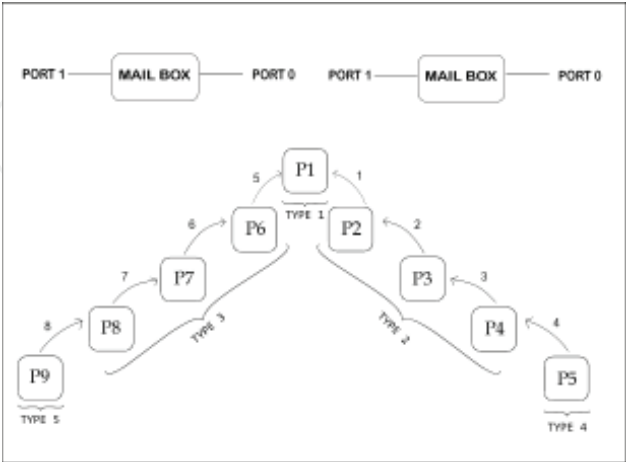 PORT 1 MAIL BOX PORT 0 PORT 1 MAIL BOX PORT 0
P1
5 1
TYPE 1
6 P6 P2 2
7 P7 P3 3
8 P8 TYPE 3 TYPE 2 P4 4
P9 P5
TYPE 5 TYPE 4